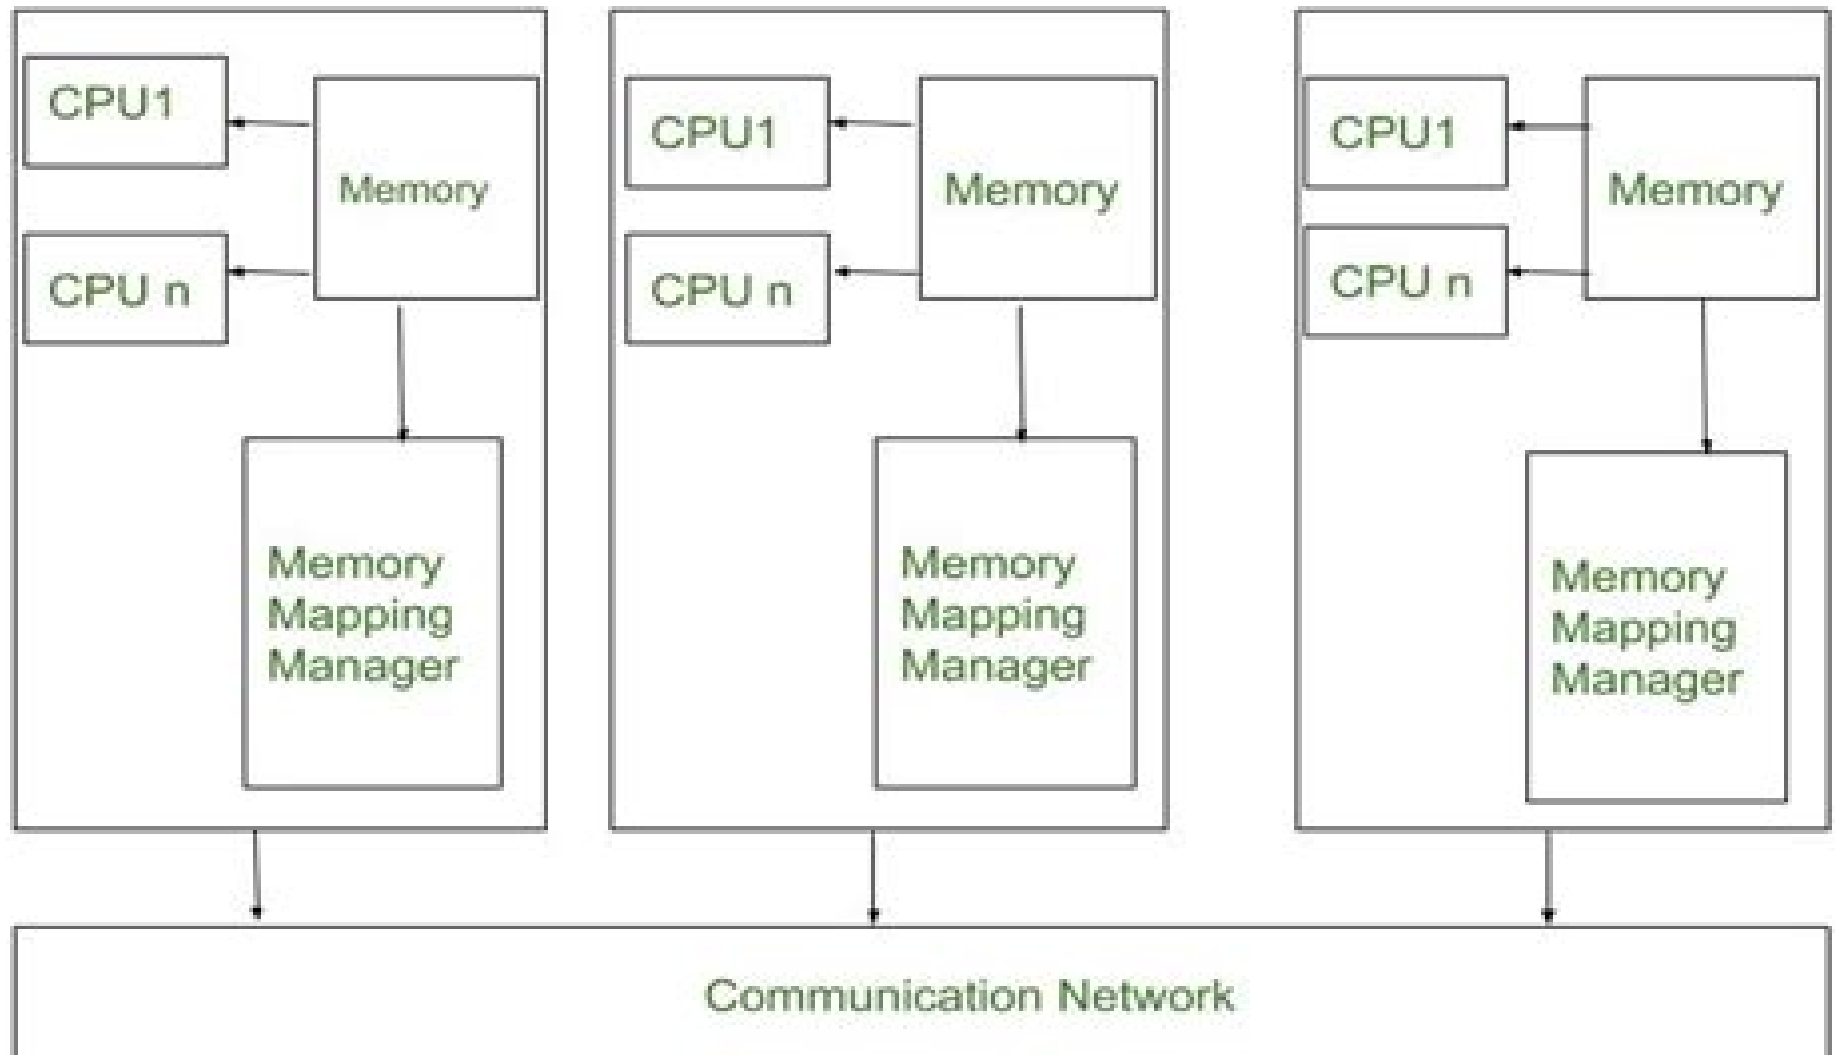 CPU1
Memory
CPU n
Memory
Mapping
Manager
CPU1
Memory
CPU n
Memory
Mapping
Manager
CPU1
Memory
CPU n
Memory
Mapping
Manager
Communication Network